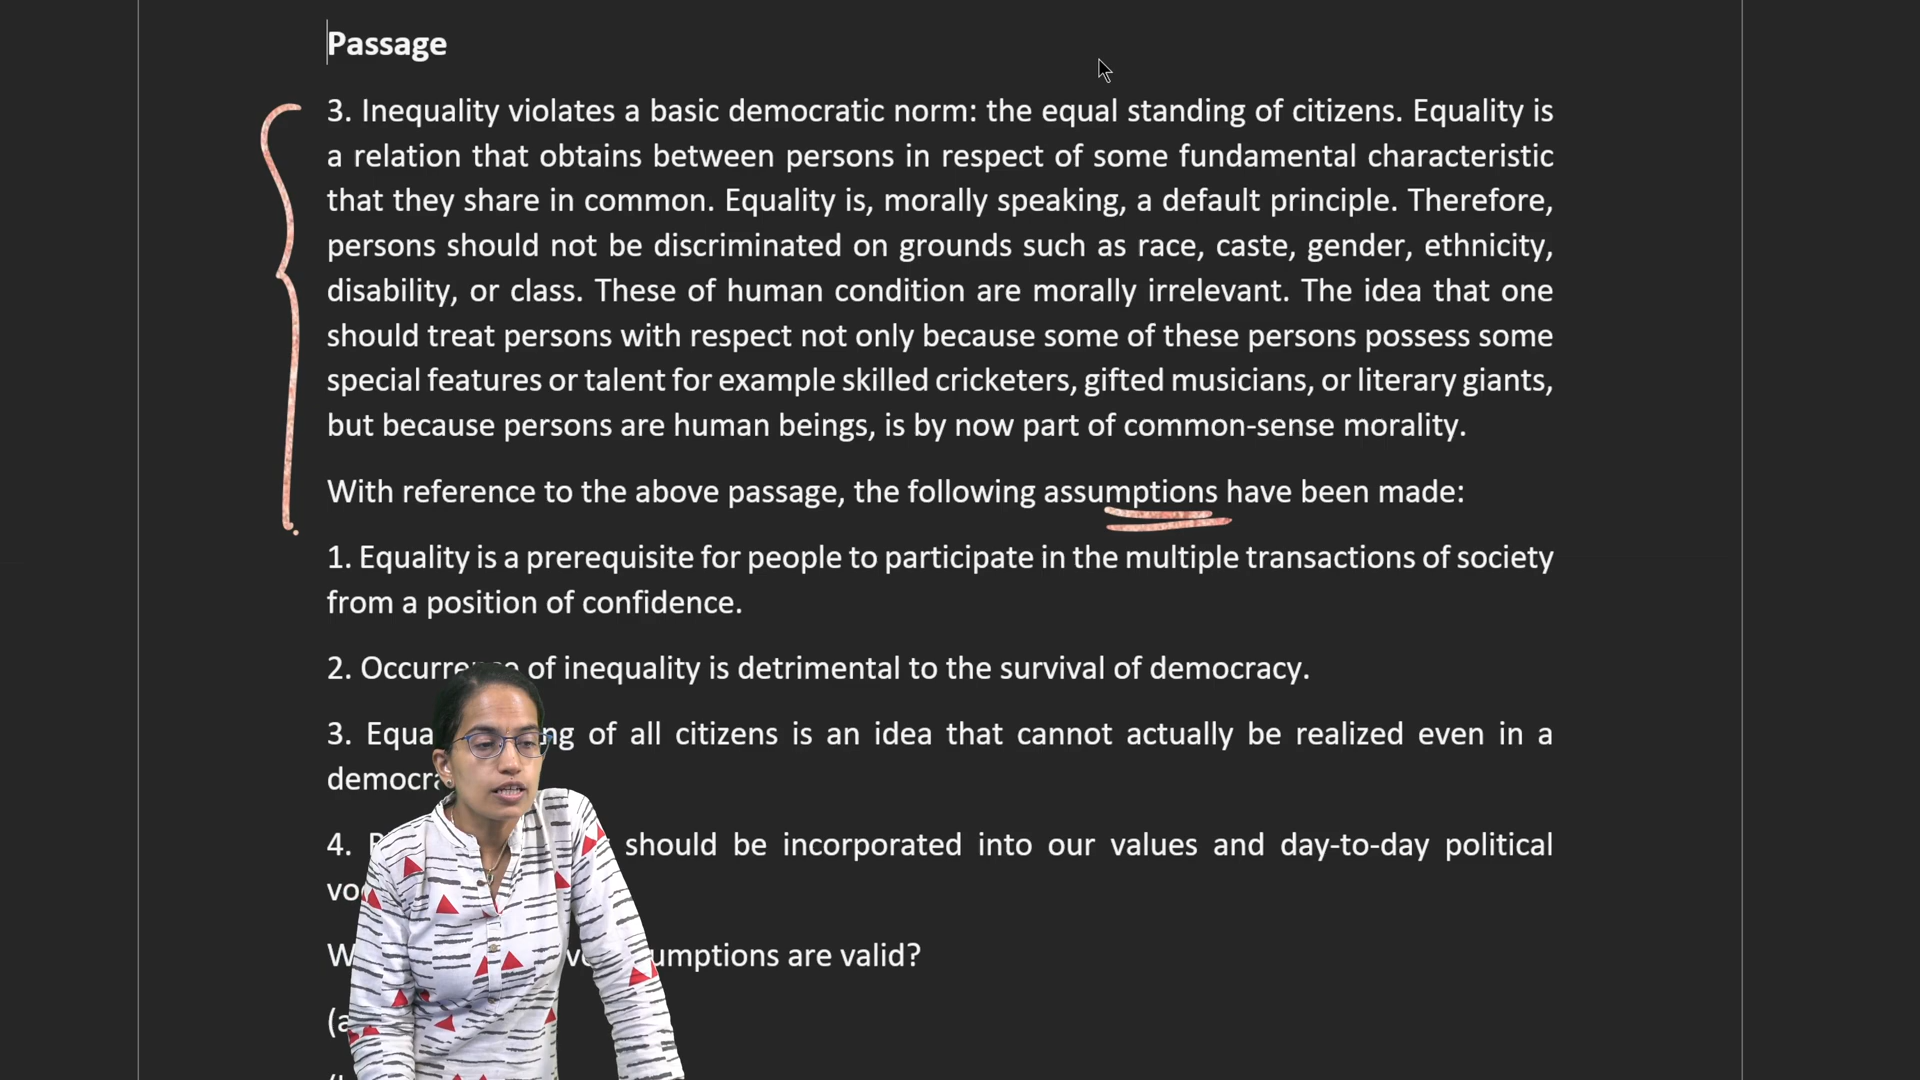 Passage
3. Inequality violates a basic democratic norm: the equal standing of citizens. Equality is
a relation that obtains between persons in respect of some fundamental characteristic
that they share in common. Equality is, morally speaking, a default principle. Therefore,
persons should not be discriminated on grounds such as race, caste, gender, ethnicity,
disability, or class. These of human condition are morally irrelevant. The idea that one
should treat persons with respect not only because some of these persons possess some
special features or talent for example skilled cricketers, gifted musicians, or literary giants,
but because persons are human beings, is by now part of common-sense morality.
With reference to the above passage, the following assumptions have been made:
1. Equality is a prerequisite for people to participate in the multiple transactions of society
from a position of confidence.
2. of inequality is detrimental to the survival of democracy.
3. of all citizens is an idea that cannot actually be realized even in a
4. should be incorporated into our values and day-to-day political
are valid?